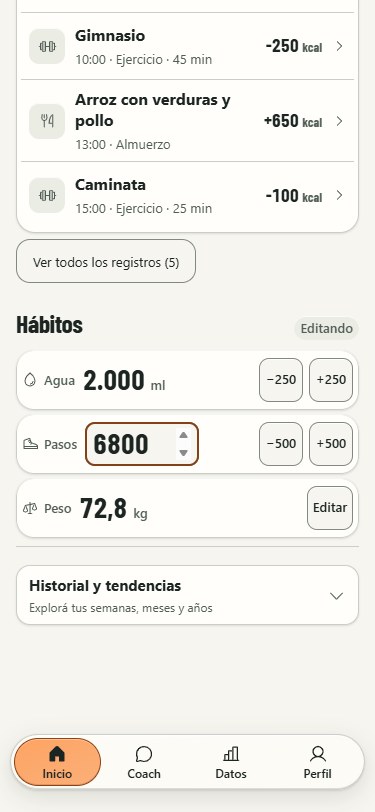 Gimnasio
-250 kcal
10:00 · Ejercicio · 45 min
Arroz con verduras y
pollo
+650 kcal
13:00 · Almuerzo
Caminata
-100 kcal
15:00 · Ejercicio · 25 min
Ver todos los registros (5)
Hábitos
Editando
Agua 2.000 ml −250 +250
Pasos 6800 −500 +500
Peso 72,8 kg Editar
Historial y tendencias
Explorá tus semanas, meses y años
Inicio Coach Datos Perfil